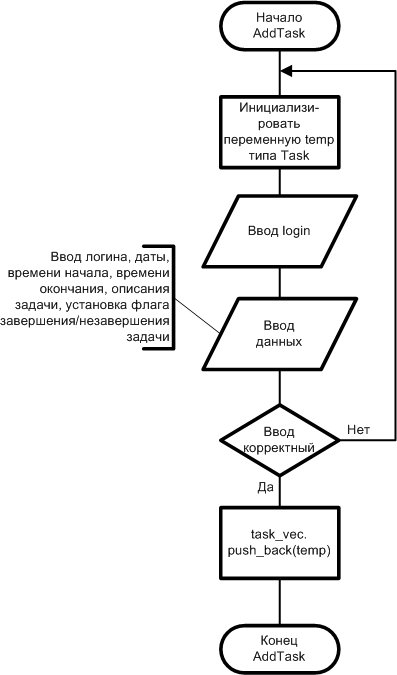 Начало
AddTask
Инициализи-
ровать
переменную temp
типа Task
Ввод login
Ввод логина, даты,
времени начала, времени
окончания, описания
задачи, установка флага
завершения/незавершения
задачи
Ввод
данных
Ввод
корректный
Нет
Да
task_vec.
push_back(temp)
Конец
AddTask